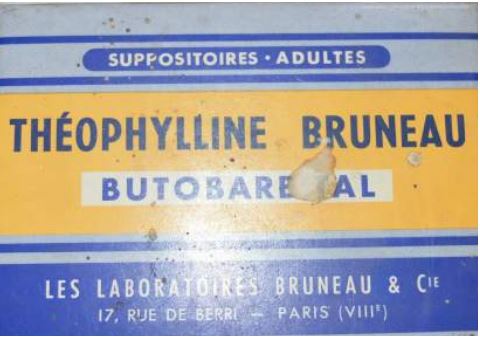 SUPPOSITOIRES • ADULTES
THÉOPHYLLINE BRUNEAU
LES LABORATOIRES BRUNEAU & CIE
17, RUE DE BERRI — PARIS (VIIIE)